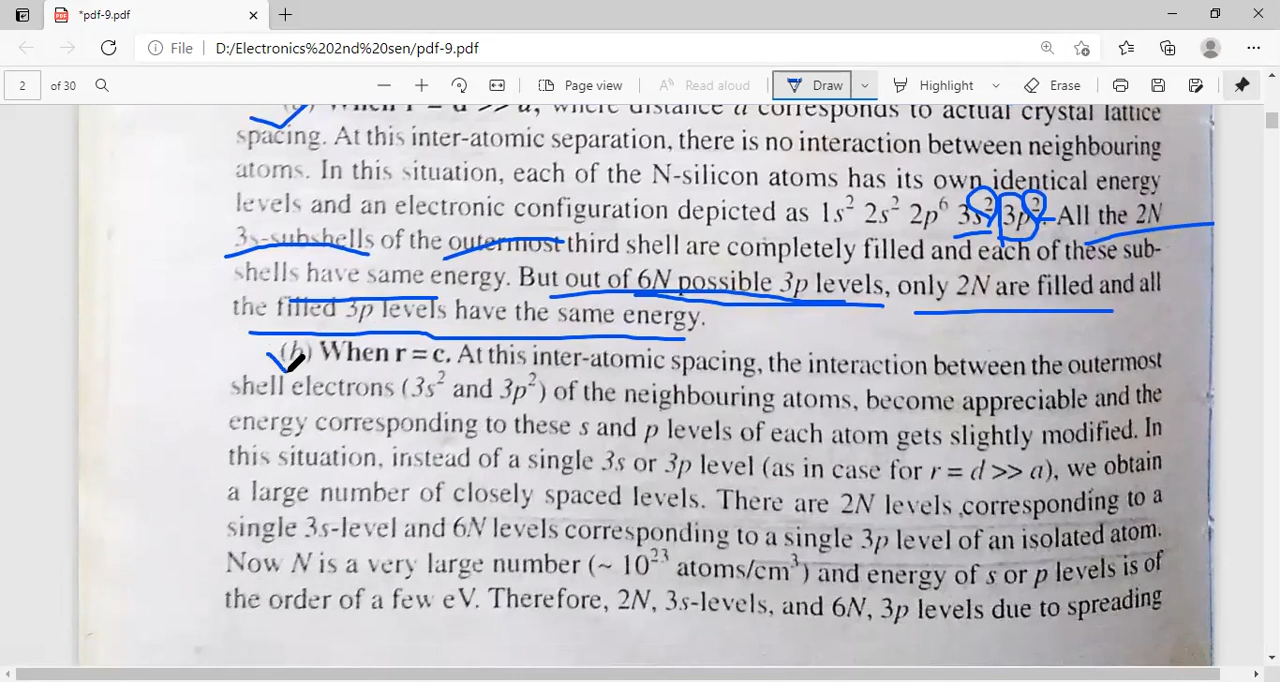 *pdf-9.pdf
File | D:/Electronics%202nd%20sen/pdf-9.pdf
2 of 30 Page view Read aloud Draw Highlight Erase
When r = d >> a, where distance d corresponds to actual crystal lattice
spacing. At this inter-atomic separation, there is no interaction between neighbouring
atoms. In this situation, each of the N-silicon atoms has its own identical energy
levels and an electronic configuration depicted as 1s² 2s² 2p⁶ 3s² 3p². All the 2N
3s-subshells of the outermost third shell are completely filled and each of these sub-
shells have same energy. But out of 6N possible 3p levels, only 2N are filled and all
the filled 3p levels have the same energy.
(b) When r = c. At this inter-atomic spacing, the interaction between the outermost
shell electrons (3s² and 3p²) of the neighbouring atoms, become appreciable and the
energy corresponding to these s and p levels of each atom gets slightly modified. In
this situation, instead of a single 3s or 3p level (as in case for r = d >> a), we obtain
a large number of closely spaced levels. There are 2N levels corresponding to a
single 3s-level and 6N levels corresponding to a single 3p level of an isolated atom.
Now N is a very large number (~ 10²³ atoms/cm³) and energy of s or p levels is of
the order of a few eV. Therefore, 2N, 3s-levels, and 6N, 3p levels due to spreading